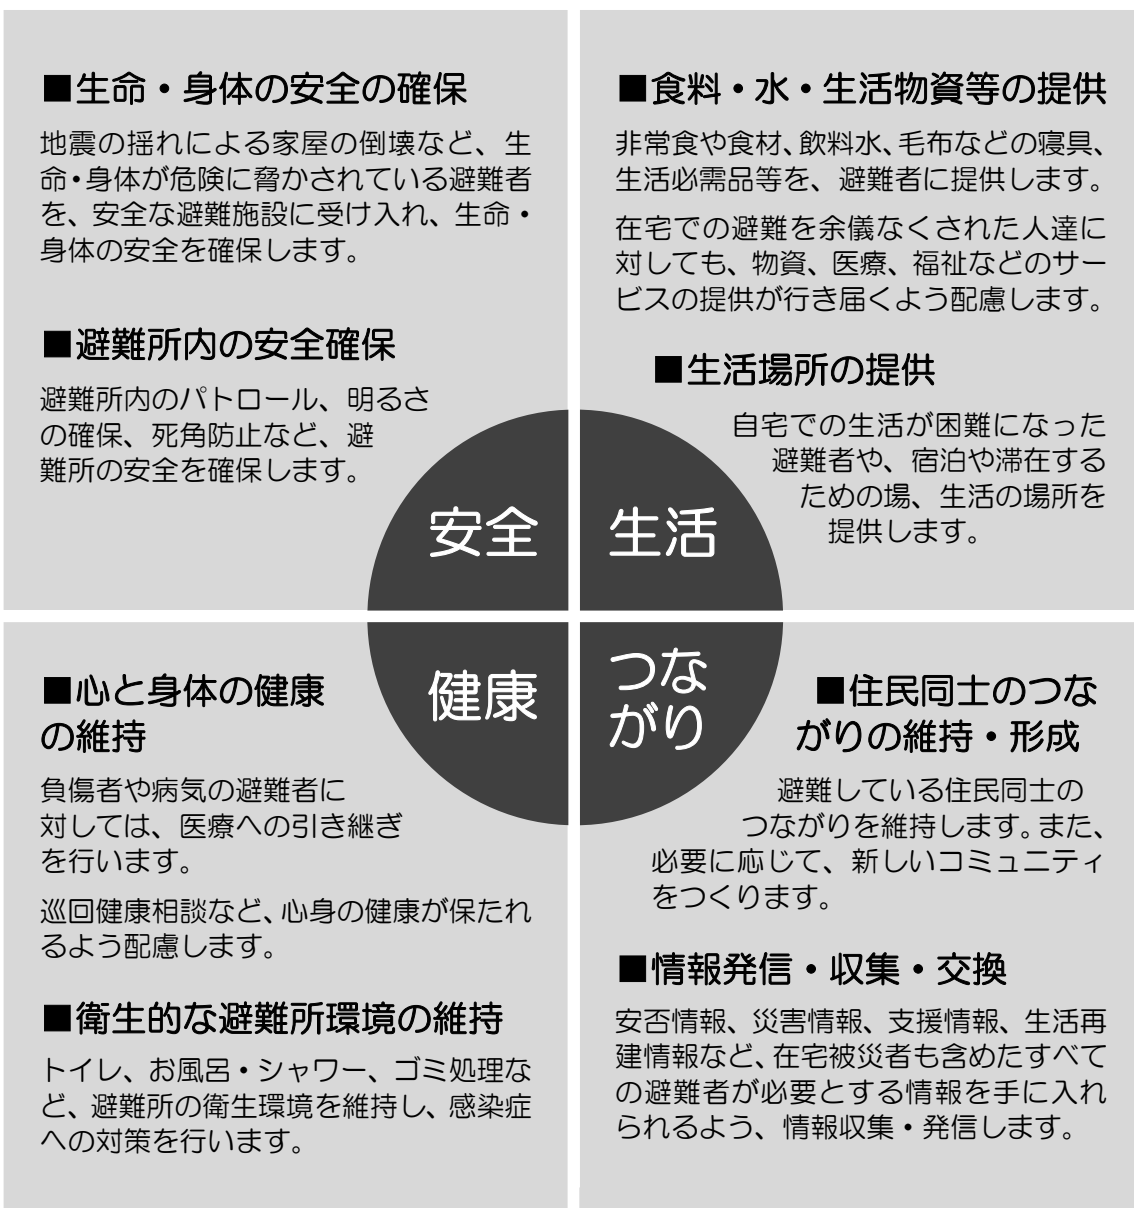 ■生命・身体の安全の確保
地震の揺れによる家屋の倒壊など、生
命・身体が危険に脅かされている避難者
を、安全な避難施設に受け入れ、生命・
身体の安全を確保します。
■避難所内の安全確保
避難所内のパトロール、明るさ
の確保、死角防止など、避
難所の安全を確保します。
安全
■食料・水・生活物資等の提供
非常食や食材、飲料水、毛布などの寝具、
生活必需品等を、避難者に提供します。
在宅での避難を余儀なくされた人達に
対しても、物資、医療、福祉などのサー
ビスの提供が行き届くよう配慮します。
■生活場所の提供
自宅での生活が困難になった
避難者や、宿泊や滞在する
ための場、生活の場所を
提供します。
生活
■心と身体の健康
の維持
負傷者や病気の避難者に
対しては、医療への引き継ぎ
を行います。
巡回健康相談など、心身の健康が保たれ
るよう配慮します。
■衛生的な避難所環境の維持
トイレ、お風呂・シャワー、ゴミ処理な
ど、避難所の衛生環境を維持し、感染症
への対策を行います。
健康
つな
がり
■住民同士のつな
がりの維持・形成
避難している住民同士の
つながりを維持します。また、
必要に応じて、新しいコミュニティ
をつくります。
■情報発信・収集・交換
安否情報、災害情報、支援情報、生活再
建情報など、在宅被災者も含めたすべて
の避難者が必要とする情報を手に入れ
られるよう、情報収集・発信します。